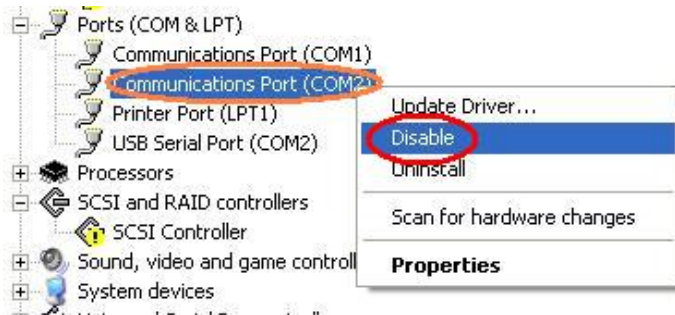 Ports (COM & LPT)
Communications Port (COM1)
Communications Port (COM2)
Printer Port (LPT1)
USB Serial Port (COM2)
Processors
SCSI and RAID controllers
SCSI Controller
Sound, video and game controll
System devices
Update Driver...
Disable
Uninstall
Scan for hardware changes
Properties